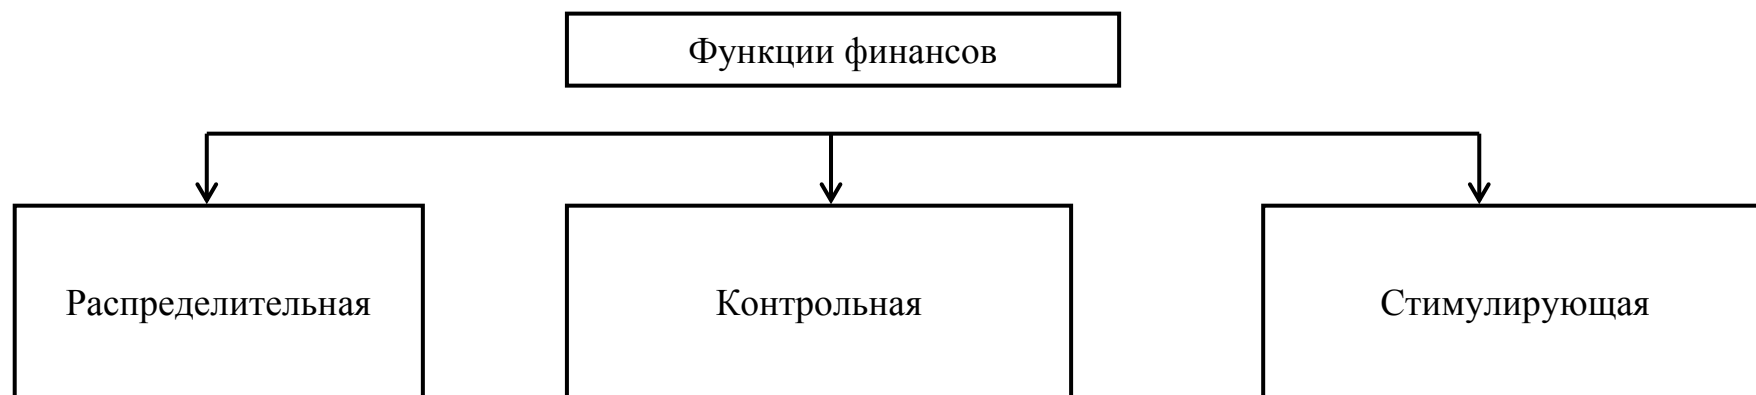 Функции финансов
Распределительная
Контрольная
Стимулирующая